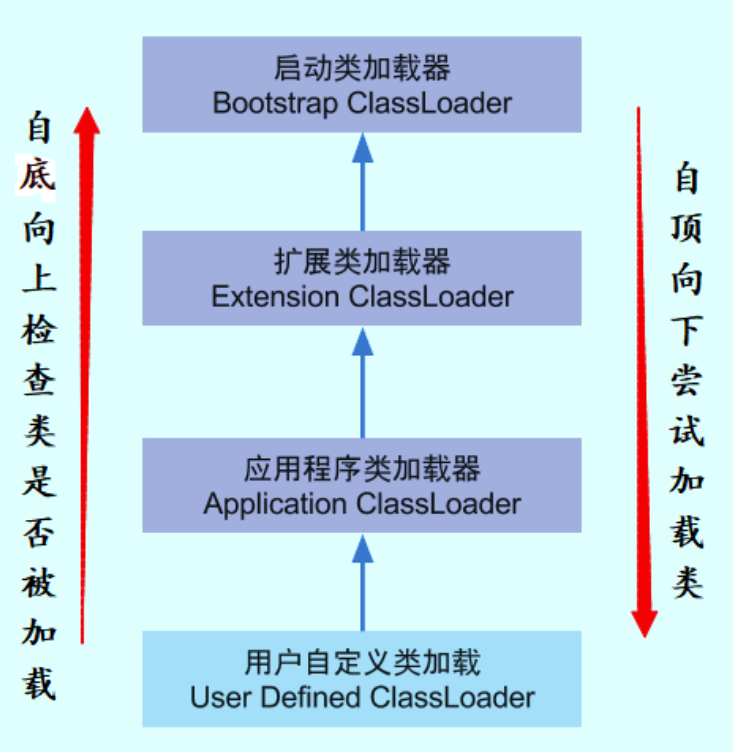 启动类加载器
Bootstrap ClassLoader
自底向上检查类是否被加载
扩展类加载器
Extension ClassLoader
自顶向下尝试加载类
应用程序类加载器
Application ClassLoader
用户自定义类加载
User Defined ClassLoader